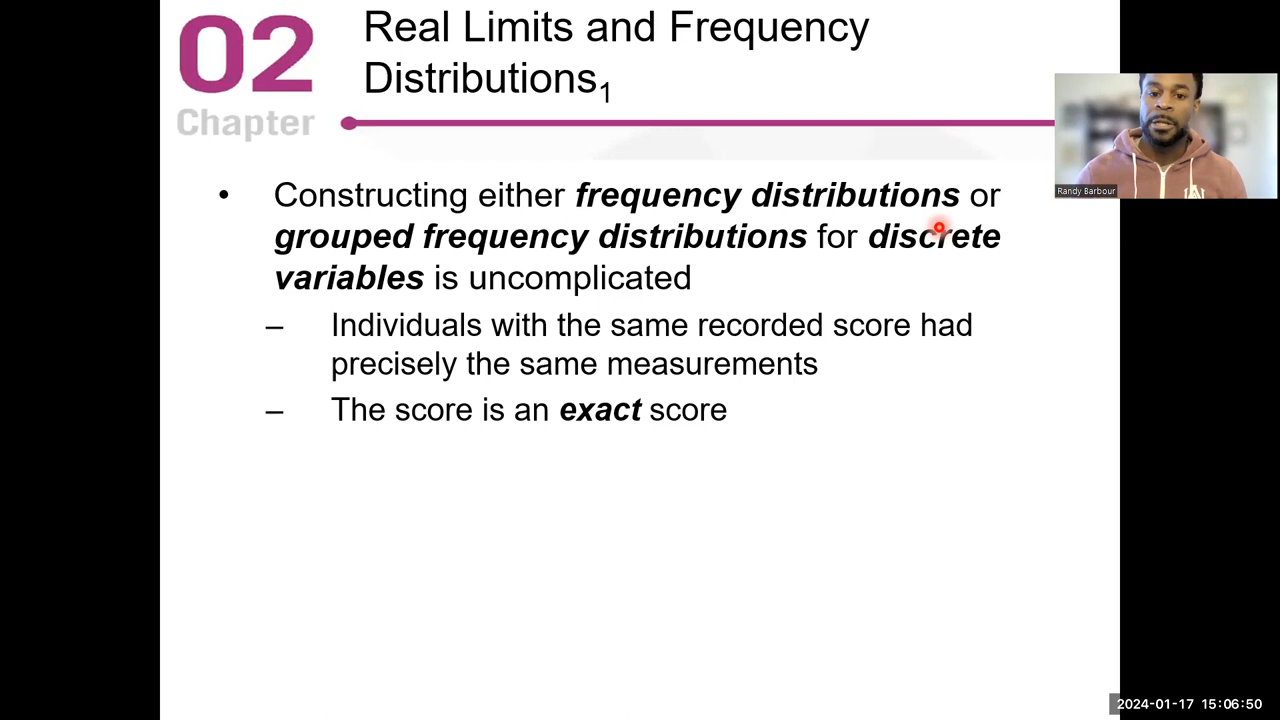 02
Chapter
Real Limits and Frequency
Distributions1
Randy Barbour
• Constructing either frequency distributions or
grouped frequency distributions for discrete
variables is uncomplicated
– Individuals with the same recorded score had
precisely the same measurements
– The score is an exact score
2024-01-17 15:06:50